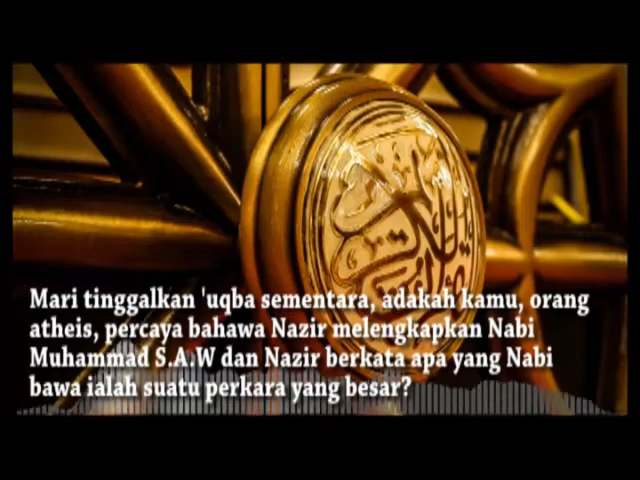 Mari tinggalkan 'uqba sementara, adakah kamu, orang
atheis, percaya bahawa Nazir melengkapkan Nabi
Muhammad S.A.W dan Nazir berkata apa yang Nabi
bawa ialah suatu perkara yang besar?